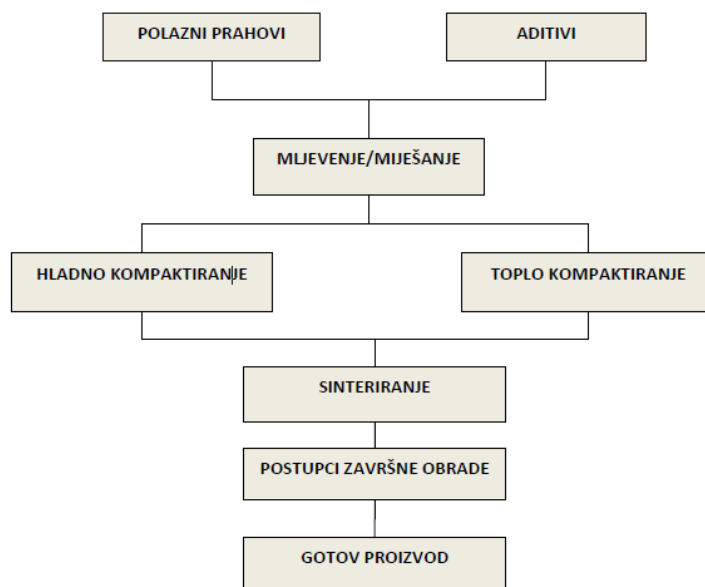 POLAZNI PRAHOVI
ADITIVI
MLJEVENJE/MIJEŠANJE
HLADNO KOMPAKTIRANJE
TOPLO KOMPAKTIRANJE
SINTERIRANJE
POSTUPCI ZAVRŠNE OBRADE
GOTOV PROIZVOD